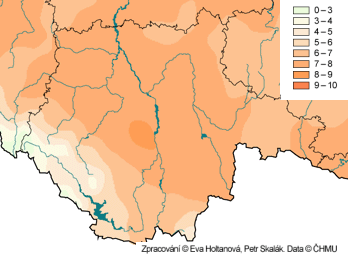 0 – 3
3 – 4
4 – 5
5 – 6
6 – 7
7 – 8
8 – 9
9 – 10
Zpracování © Eva Holtanová, Petr Skalák. Data © ČHMU